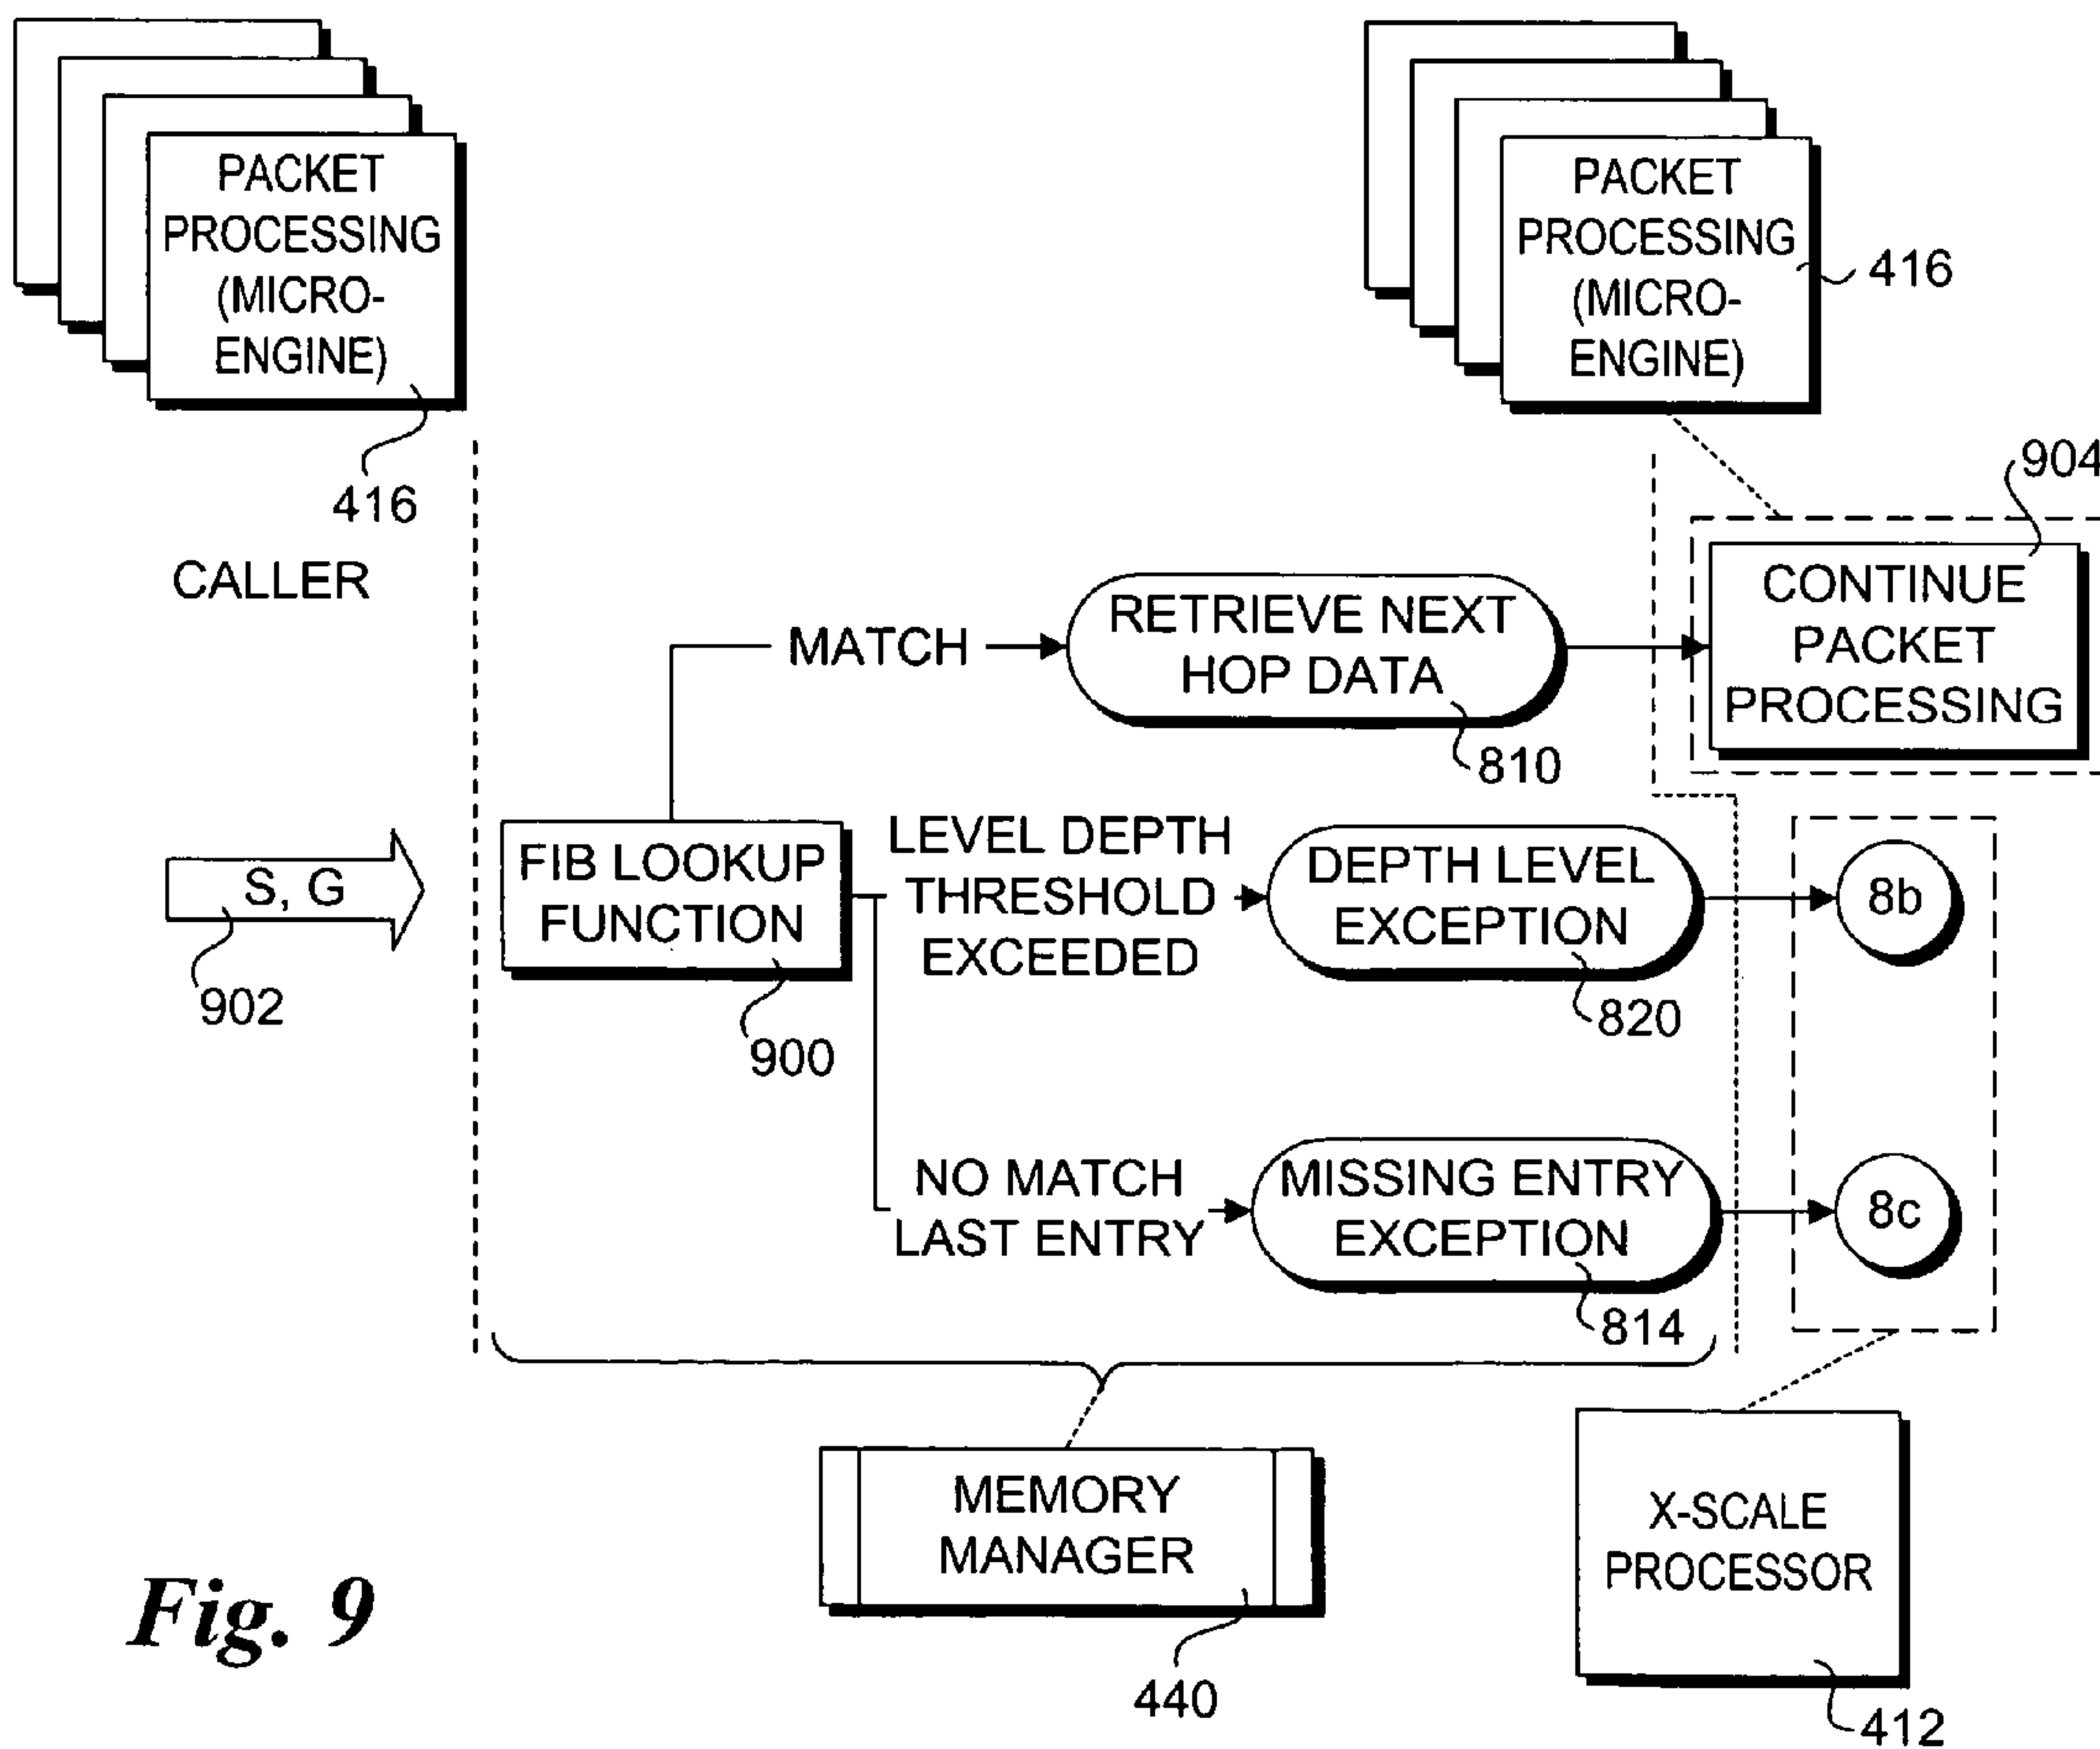 PACKET
PROCESSING
(MICRO-
ENGINE)
416
CALLER
PACKET
PROCESSING
(MICRO-
ENGINE)
416
904
CONTINUE
PACKET
PROCESSING
MATCH
RETRIEVE NEXT
HOP DATA
810
S, G
902
FIB LOOKUP
FUNCTION
900
LEVEL DEPTH
THRESHOLD
EXCEEDED
DEPTH LEVEL
EXCEPTION
820
8b
NO MATCH
LAST ENTRY
MISSING ENTRY
EXCEPTION
814
8c
MEMORY
MANAGER
440
X-SCALE
PROCESSOR
412
Fig. 9